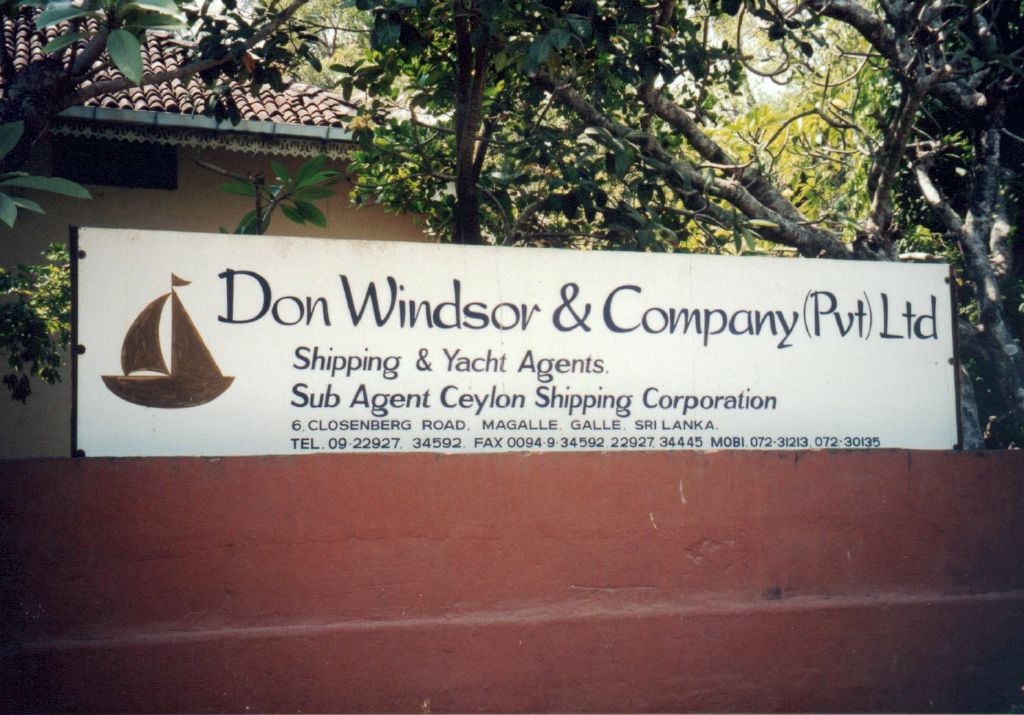 Don Windsor & Company (Pvt) Ltd
Shipping & Yacht Agents.
Sub Agent Ceylon Shipping Corporation
6, CLOSENBERG ROAD, MAGALLE, GALLE, SRI LANKA.
TEL. 09-22927, 34592, FAX 0094-9-34592, 22927, 34445 MOBI. 072-31213, 072-30135